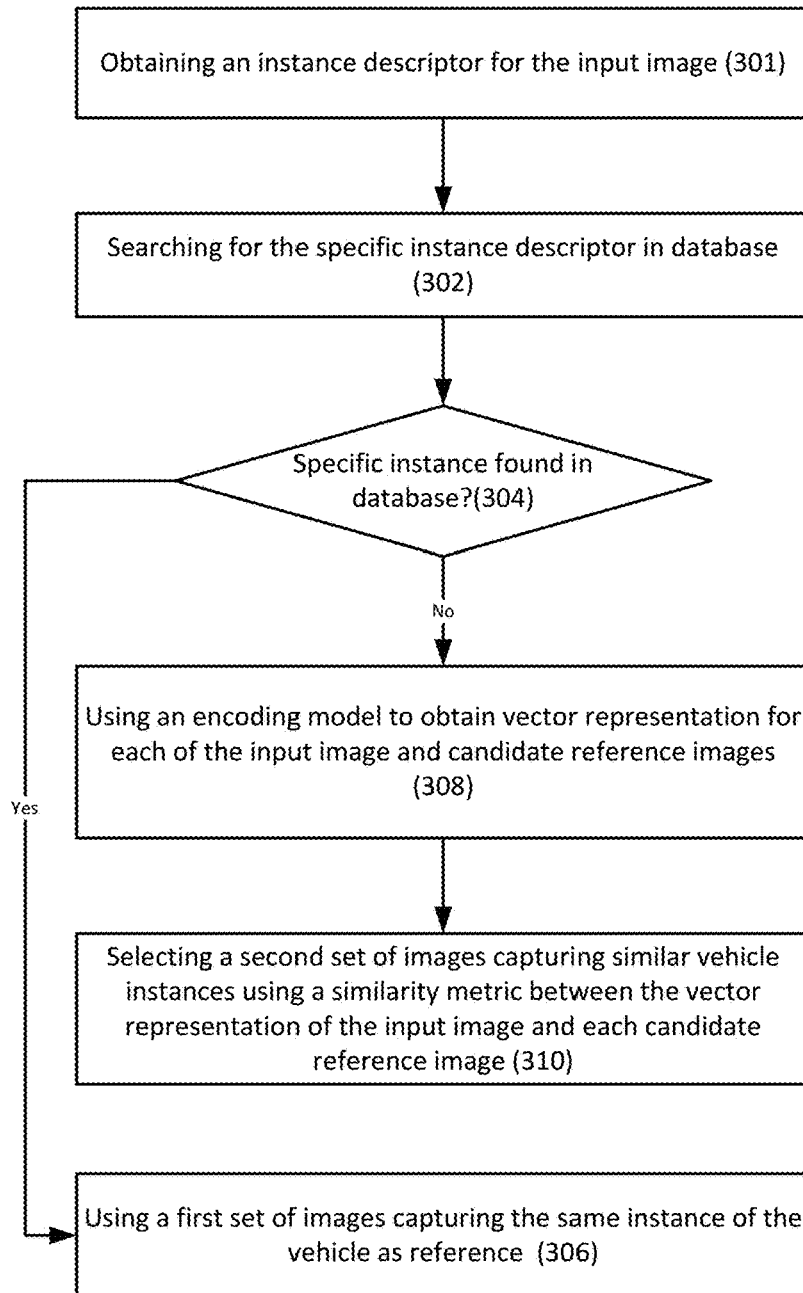 Obtaining an instance descriptor for the input image (301)
Searching for the specific instance descriptor in database
(302)
Specific instance found in
database?(304)
No
Using an encoding model to obtain vector representation for
each of the input image and candidate reference images
(308)
Yes
Selecting a second set of images capturing similar vehicle
instances using a similarity metric between the vector
representation of the input image and each candidate
reference image (310)
Using a first set of images capturing the same instance of the
vehicle as reference (306)